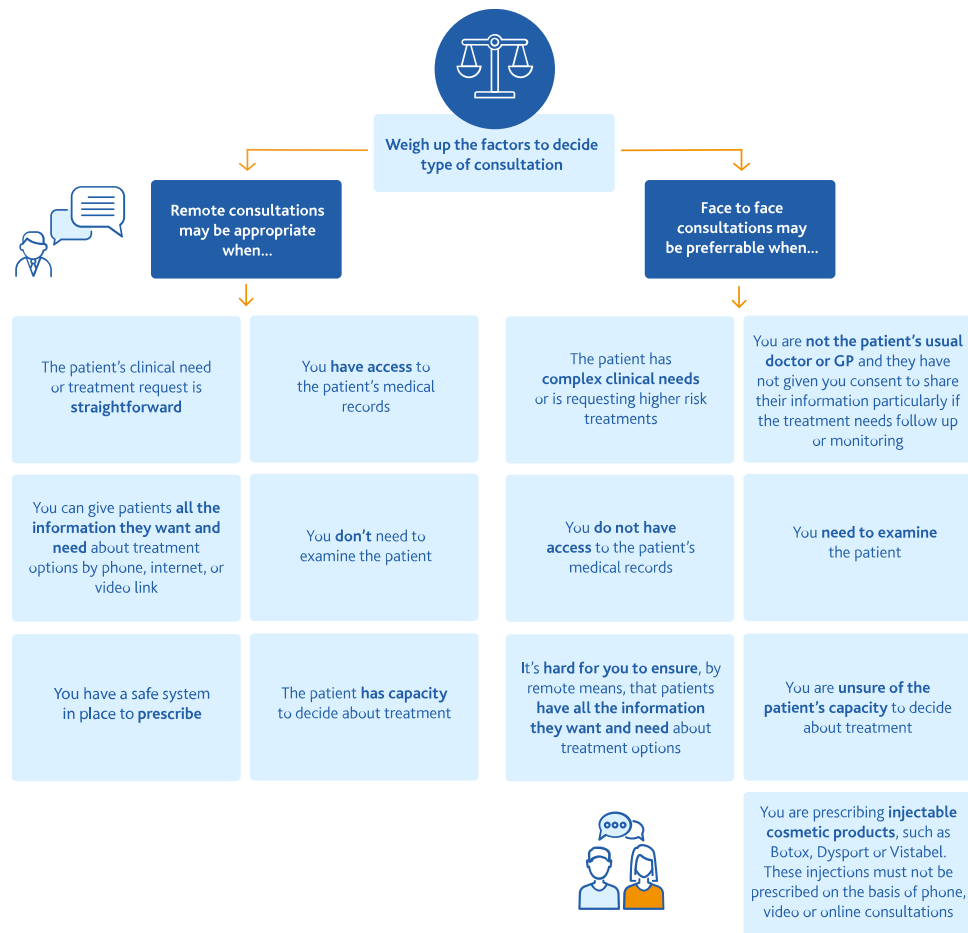 Weigh up the factors to decide
type of consultation
Remote consultations
may be appropriate
when...
Face to face
consultations may
be preferrable when...
The patient's clinical need
or treatment request is
straightforward
You have access to
the patient's medical
records
You can give patients all the
information they want and
need about treatment
options by phone, internet, or
video link
You don't need to
examine the patient
You have a safe system
in place to prescribe
The patient has capacity
to decide about treatment
The patient has
complex clinical needs
or is requesting higher risk
treatments
You are not the patient's usual
doctor or GP and they have
not given you consent to share
their information particularly if
the treatment needs follow up
or monitoring
You do not have
access to the patient's
medical records
You need to examine
the patient
It's hard for you to ensure, by
remote means, that patients
have all the information
they want and need about
treatment options
You are unsure of the
patient's capacity to decide
about treatment
You are prescribing injectable
cosmetic products, such as
Botox, Dysport or Vistabel.
These injections must not be
prescribed on the basis of phone,
video or online consultations